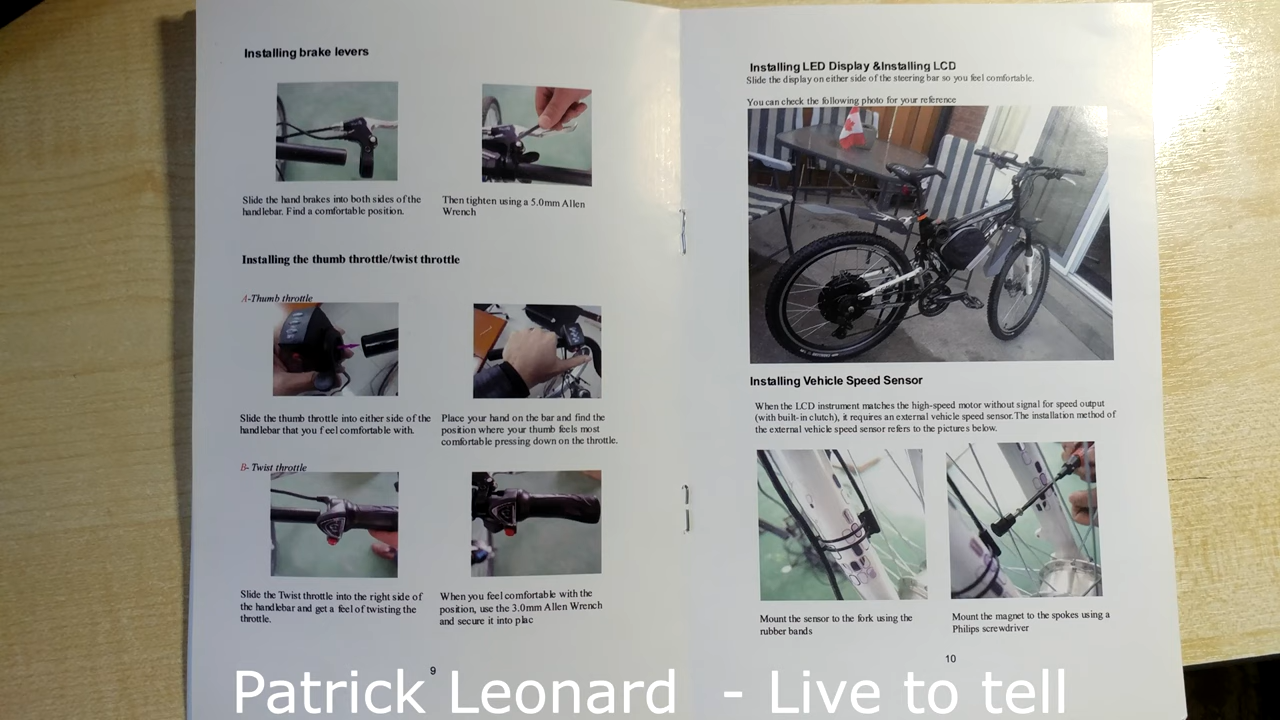 Installing brake levers
Slide the hand brakes into both sides of the
handlebar. Find a comfortable position.
Then tighten using a 5.0mm Allen
Wrench
Installing the thumb throttle/twist throttle
A-Thumb throttle
Slide the thumb throttle into either side of the
handlebar that you feel comfortable with.
Place your hand on the bar and find the
position where your thumb feels most
comfortable pressing down on the throttle.
B- Twist throttle
Slide the Twist throttle into the right side of
the handlebar and get a feel of twisting the
throttle.
When you feel comfortable with the
position, use the 3.0mm Allen Wrench
and secure it into plac
9
Installing LED Display &Installing LCD
Slide the display on either side of the steering bar so you feel comfortable.
You can check the following photo for your reference
Installing Vehicle Speed Sensor
When the LCD instrument matches the high-speed motor without signal for speed output
(with built-in clutch), it requires an external vehicle speed sensor.The installation method of
the external vehicle speed sensor refers to the pictures below.
Mount the sensor to the fork using the
rubber bands
Mount the magnet to the spokes using a
Philips screwdriver
10
Patrick Leonard - Live to tell